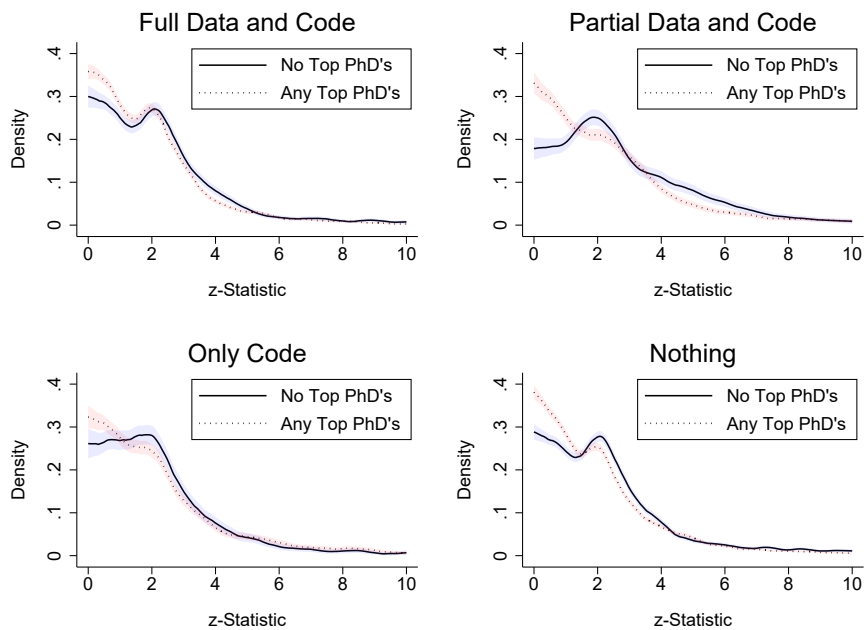 Full Data and Code
Density
0 .1 .2 .3 .4
No Top PhD's
Any Top PhD's
0 2 4 6 8 10
z-Statistic
Partial Data and Code
Density
0 .1 .2 .3 .4
No Top PhD's
Any Top PhD's
0 2 4 6 8 10
z-Statistic
Only Code
Density
0 .1 .2 .3 .4
No Top PhD's
Any Top PhD's
0 2 4 6 8 10
z-Statistic
Nothing
Density
0 .1 .2 .3 .4
No Top PhD's
Any Top PhD's
0 2 4 6 8 10
z-Statistic